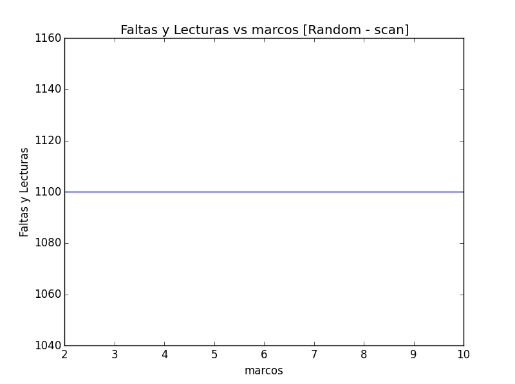 Faltas y Lecturas vs marcos [Random - scan]
1160
1140
1120
1100
1080
1060
1040
Faltas y Lecturas
2 3 4 5 6 7 8 9 10
marcos